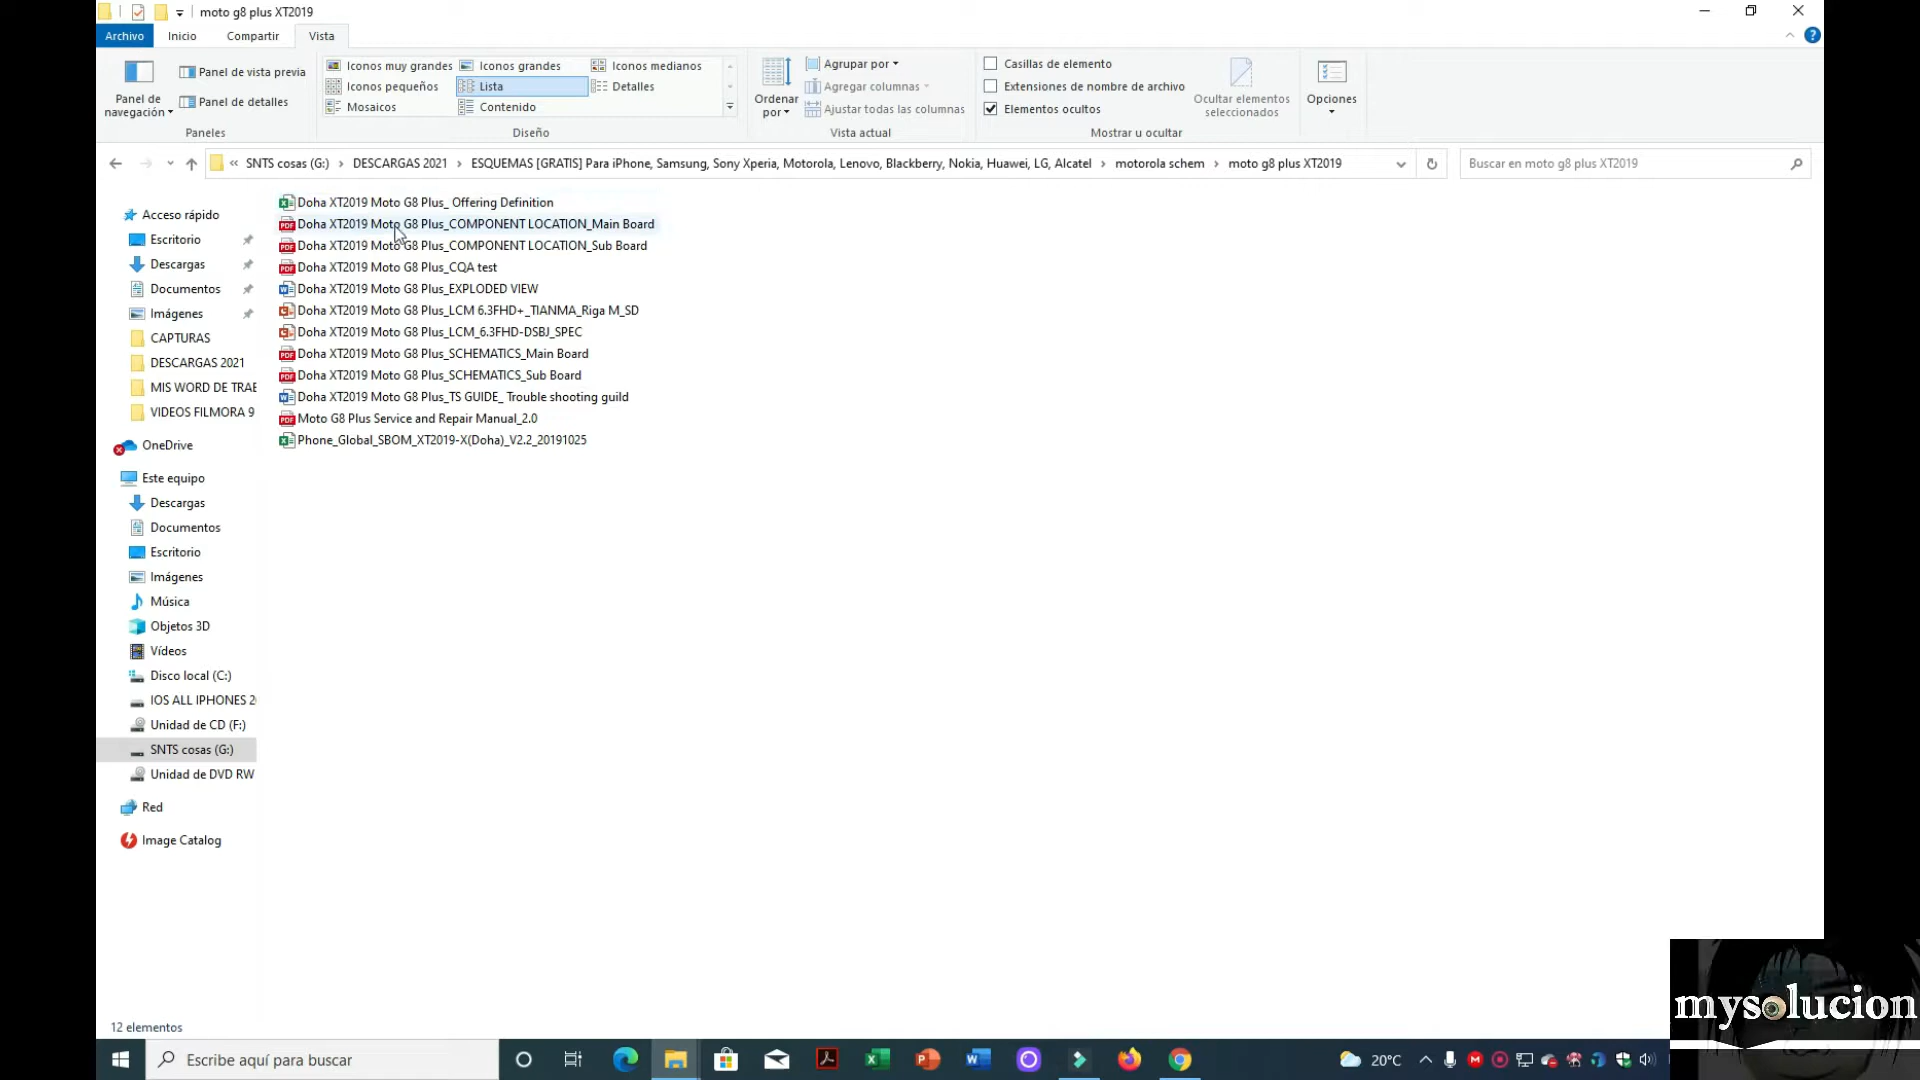 moto g8 plus XT2019
Archivo Inicio Compartir Vista
Panel de navegación
Panel de vista previa
Panel de detalles
Paneles
Iconos muy grandes Iconos grandes Iconos medianos
Iconos pequeños Lista Detalles
Mosaicos Contenido
Diseño
Ordenar por
Agrupar por
Agregar columnas
Ajustar todas las columnas
Vista actual
Casillas de elemento
Extensiones de nombre de archivo
Elementos ocultos
Ocultar elementos seleccionados
Mostrar u ocultar
Opciones
« SNTS cosas (G:) › DESCARGAS 2021 › ESQUEMAS [GRATIS] Para iPhone, Samsung, Sony Xperia, Motorola, Lenovo, Blackberry, Nokia, Huawei, LG, Alcatel › motorola schem › moto g8 plus XT2019
Buscar en moto g8 plus XT2019
Acceso rápido
Escritorio
Descargas
Documentos
Imágenes
CAPTURAS
DESCARGAS 2021
MIS WORD DE TRAE
VIDEOS FILMORA 9
OneDrive
Este equipo
Descargas
Documentos
Escritorio
Imágenes
Música
Objetos 3D
Vídeos
Disco local (C:)
IOS ALL IPHONES 2
Unidad de CD (F:)
SNTS cosas (G:)
Unidad de DVD RW
Red
Image Catalog
Doha XT2019 Moto G8 Plus_ Offering Definition
Doha XT2019 Moto G8 Plus_COMPONENT LOCATION_Main Board
Doha XT2019 Moto G8 Plus_COMPONENT LOCATION_Sub Board
Doha XT2019 Moto G8 Plus_CQA test
Doha XT2019 Moto G8 Plus_EXPLODED VIEW
Doha XT2019 Moto G8 Plus_LCM 6.3FHD+_TIANMA_Riga M_SD
Doha XT2019 Moto G8 Plus_LCM_6.3FHD-DSBJ_SPEC
Doha XT2019 Moto G8 Plus_SCHEMATICS_Main Board
Doha XT2019 Moto G8 Plus_SCHEMATICS_Sub Board
Doha XT2019 Moto G8 Plus_TS GUIDE_ Trouble shooting guild
Moto G8 Plus Service and Repair Manual_2.0
Phone_Global_SBOM_XT2019-X(Doha)_V2.2_20191025
12 elementos
mysolucion
Escribe aquí para buscar
20°C